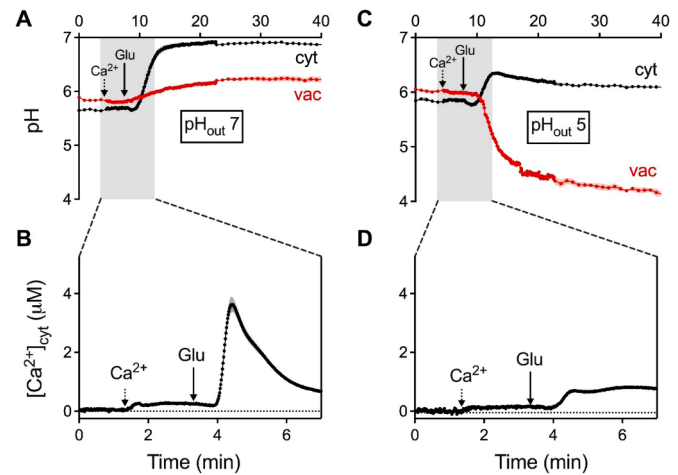 A
0 10 20 30 40
7
6
5
4
pH
Ca²⁺
Glu
cyt
vac
pHout 7
C
0 10 20 30 40
7
6
5
4
Ca²⁺
Glu
cyt
vac
pHout 5
B
4
2
0
[Ca²⁺]cyt (μM)
Ca²⁺
Glu
0 2 4 6
Time (min)
D
4
2
0
Ca²⁺
Glu
0 2 4 6
Time (min)